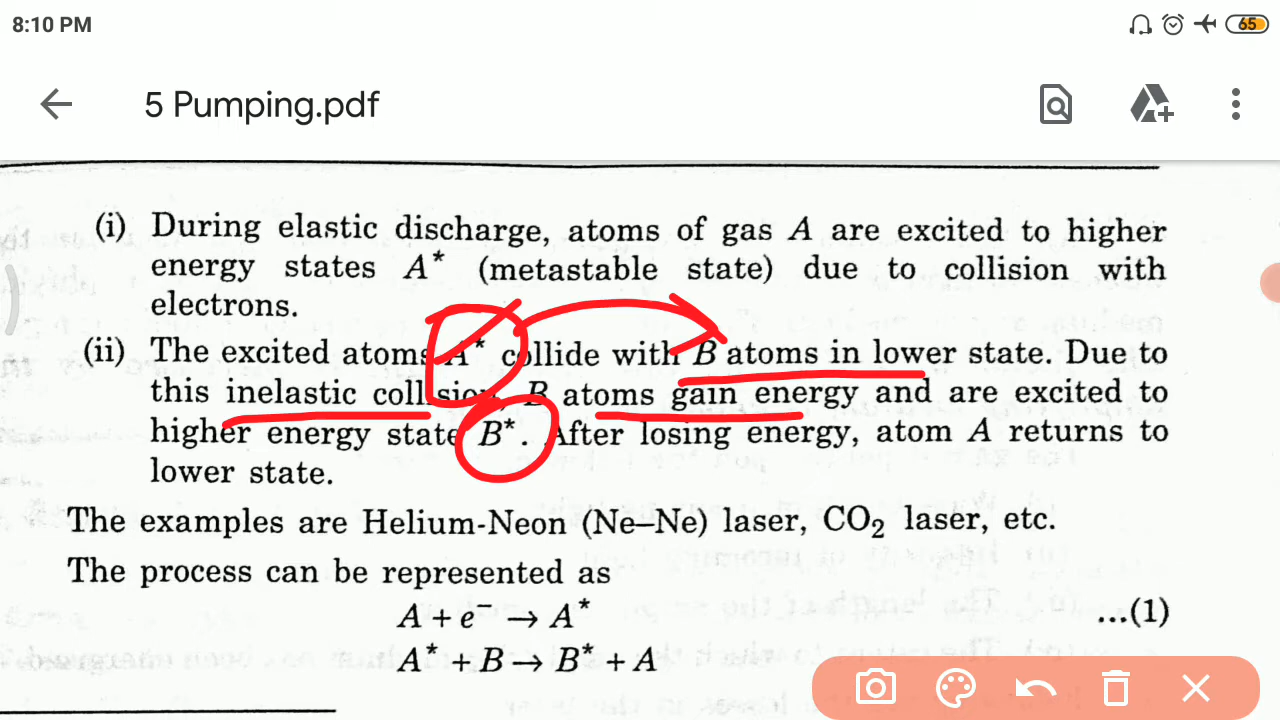 8:10 PM
65
5 Pumping.pdf
(i) During elastic discharge, atoms of gas A are excited to higher
energy states A* (metastable state) due to collision with
electrons.
(ii) The excited atoms A* collide with B atoms in lower state. Due to
this inelastic collision, B atoms gain energy and are excited to
higher energy state B*. After losing energy, atom A returns to
lower state.
The examples are Helium-Neon (Ne–Ne) laser, CO₂ laser, etc.
The process can be represented as
A + e⁻ → A* ...(1)
A* + B → B* + A